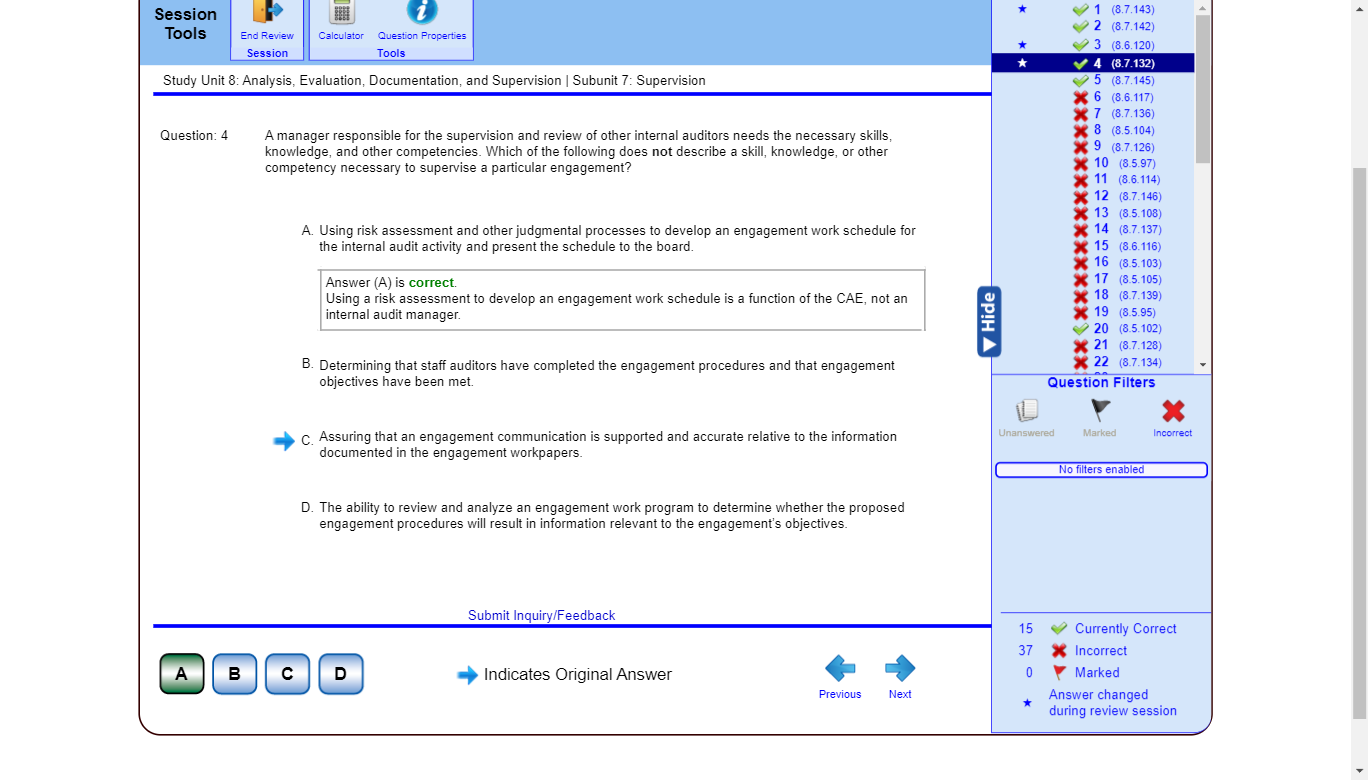 Session
Tools
End Review
Session
Calculator
Question Properties
Tools
Study Unit 8: Analysis, Evaluation, Documentation, and Supervision | Subunit 7: Supervision
Question: 4
A manager responsible for the supervision and review of other internal auditors needs the necessary skills,
knowledge, and other competencies. Which of the following does not describe a skill, knowledge, or other
competency necessary to supervise a particular engagement?
A. Using risk assessment and other judgmental processes to develop an engagement work schedule for
the internal audit activity and present the schedule to the board.
Answer (A) is correct.
Using a risk assessment to develop an engagement work schedule is a function of the CAE, not an
internal audit manager.
B. Determining that staff auditors have completed the engagement procedures and that engagement
objectives have been met.
C. Assuring that an engagement communication is supported and accurate relative to the information
documented in the engagement workpapers.
D. The ability to review and analyze an engagement work program to determine whether the proposed
engagement procedures will result in information relevant to the engagement's objectives.
Submit Inquiry/Feedback
A B C D
Indicates Original Answer
Previous
Next
1 (8.7.143)
2 (8.7.142)
3 (8.6.120)
4 (8.7.132)
5 (8.7.145)
6 (8.6.117)
7 (8.7.136)
8 (8.5.104)
9 (8.7.126)
10 (8.5.97)
11 (8.6.114)
12 (8.7.146)
13 (8.5.108)
14 (8.7.137)
15 (8.6.116)
16 (8.5.103)
17 (8.5.105)
18 (8.7.139)
19 (8.5.95)
20 (8.5.102)
21 (8.7.128)
22 (8.7.134)
Hide
Question Filters
Unanswered
Marked
Incorrect
No filters enabled
15 Currently Correct
37 Incorrect
0 Marked
Answer changed
during review session